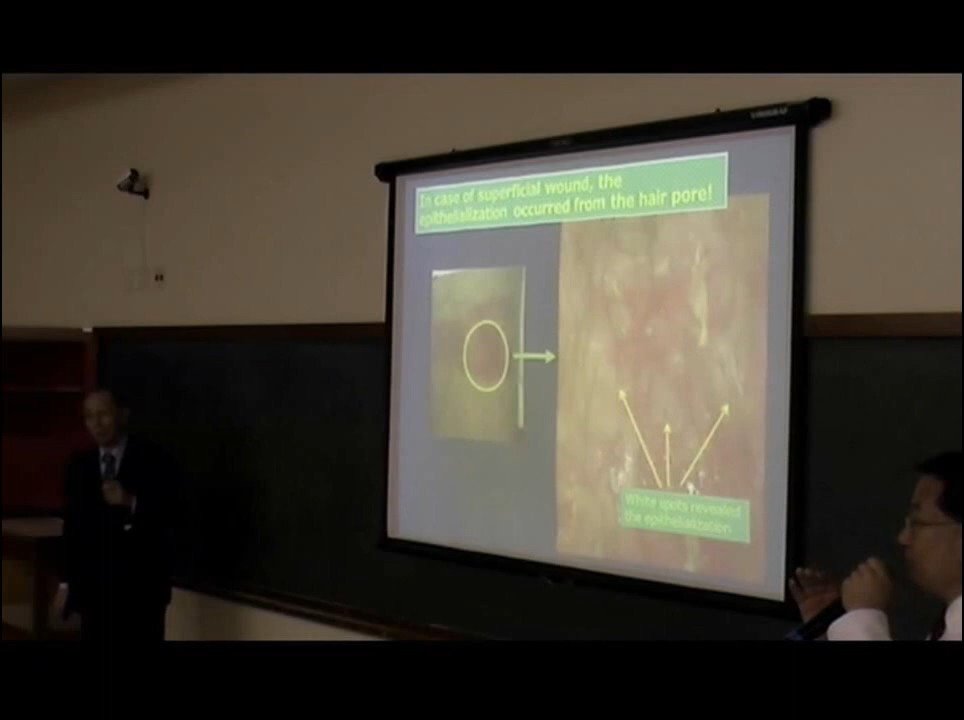 In case of superficial wound, the
epithelialization occurred from the hair pore!
White spots revealed
the epithelialization